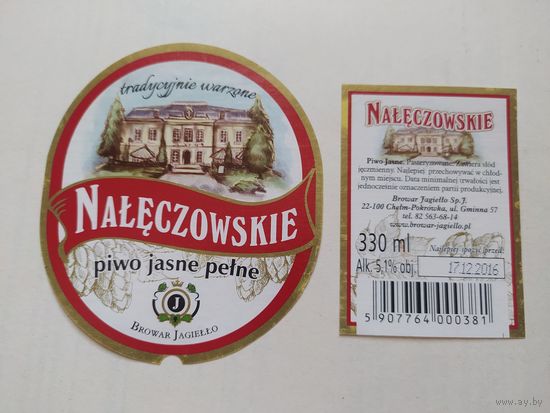 tradycyjnie warzone
NAŁĘCZOWSKIE
piwo jasne pełne
J
BROWAR JAGIEŁŁO
NAŁĘCZOWSKIE
Piwo Jasne. Pasteryzowane. Zawiera słód
jęczmienny. Najlepiej przechowywać w chłod-
nym miejscu. Data minimalnej trwałości jest
jednocześnie oznaczeniem partii produkcyjnej.
Browar Jagiełło Sp.J.
22-100 Chełm-Pokrówka, ul. Gminna 57
tel. 82 563-68-14
www.browar-jagiello.pl
330 ml
Najlepiej spożyć przed:
Alk. 5,1% obj.
17.12.2016
5 907764 000381
www.ay.by